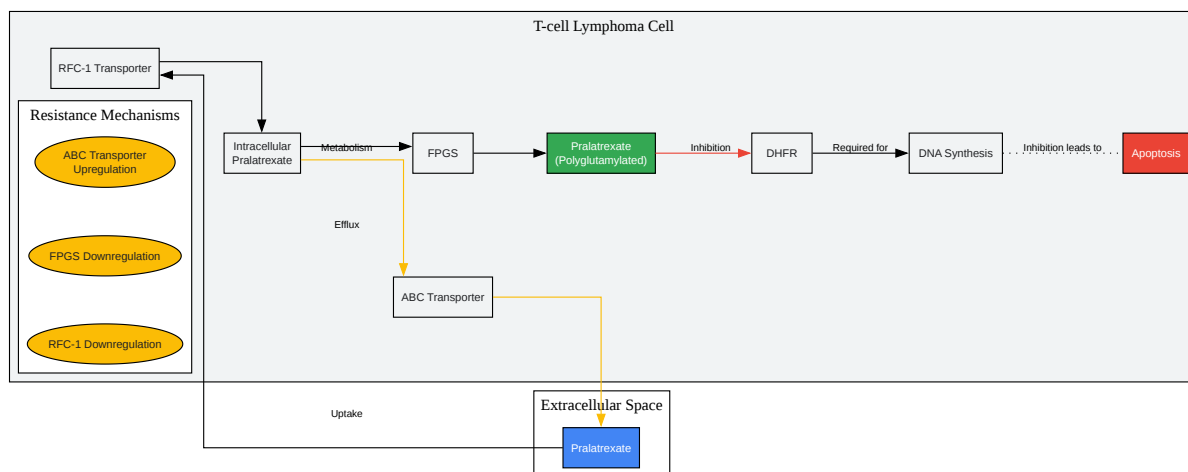 T-cell Lymphoma Cell
RFC-1 Transporter
Resistance Mechanisms
ABC Transporter
Upregulation
FPGS Downregulation
RFC-1 Downregulation
Intracellular
Pralatrexate
Metabolism
FPGS
Pralatrexate
(Polyglutamylated)
Inhibition
DHFR
Required for
DNA Synthesis
Inhibition leads to
Apoptosis
Efflux
ABC Transporter
Uptake
Extracellular Space
Pralatrexate